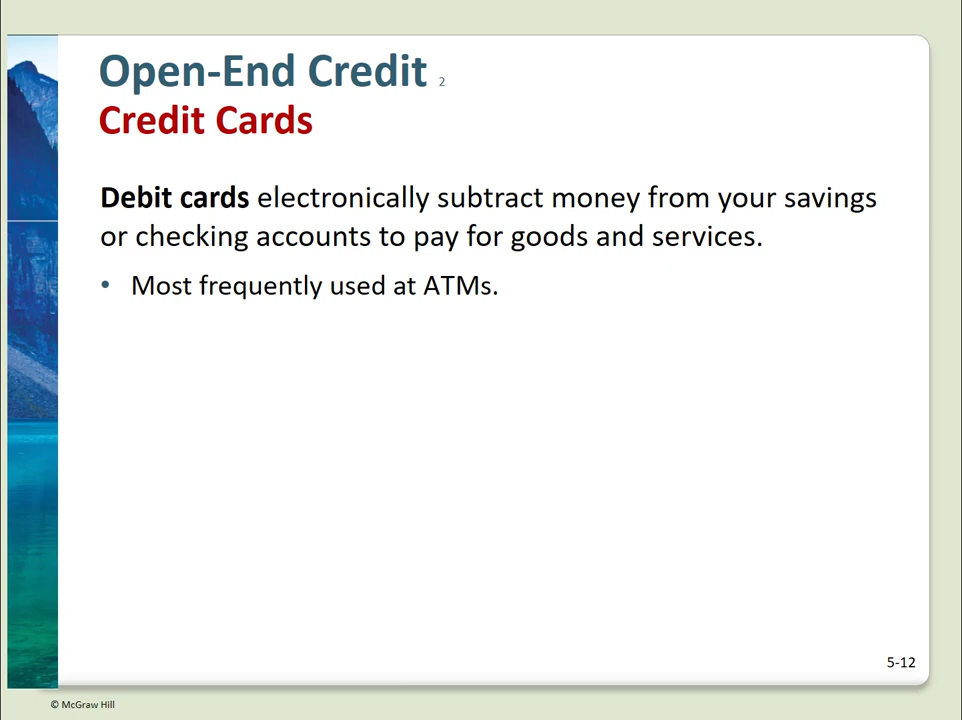 Open-End Credit 2
Credit Cards
Debit cards electronically subtract money from your savings
or checking accounts to pay for goods and services.
• Most frequently used at ATMs.
5-12
© McGraw Hill